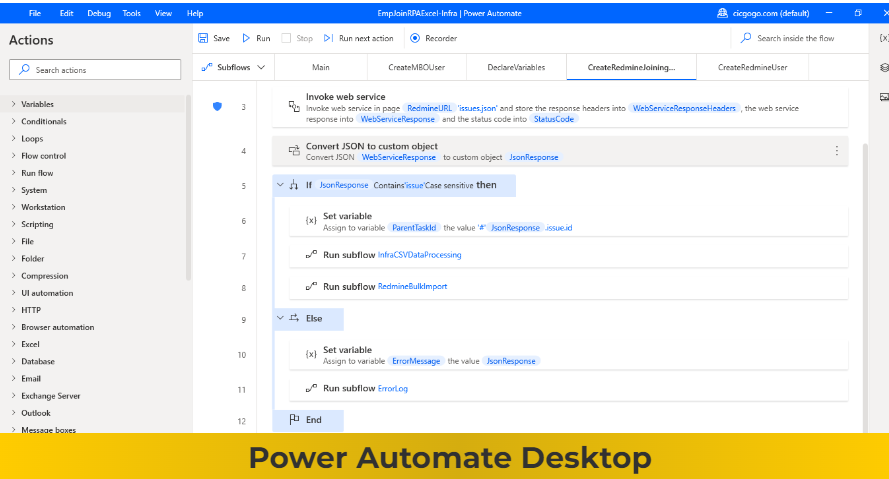 File Edit Debug Tools View Help
EmpJoinRPAExcel-Infra | Power Automate
cicgogo.com (default)
Actions
Save Run Stop Run next action Recorder
Search inside the flow
Search actions
Subflows Main CreateMBOUser DeclareVariables CreateRedmineJoining... CreateRedmineUser
Variables
Conditionals
Loops
Flow control
Run flow
System
Workstation
Scripting
File
Folder
Compression
UI automation
HTTP
Browser automation
Excel
Database
Email
Exchange Server
Outlook
Message boxes
3
Invoke web service
Invoke web service in page RedmineURL 'issues.json' and store the response headers into WebServiceResponseHeaders , the web service
response into WebServiceResponse and the status code into StatusCode
4
Convert JSON to custom object
Convert JSON WebServiceResponse to custom object JsonResponse
5 If JsonResponse Contains'issue'Case sensitive then
6
Set variable
Assign to variable ParentTaskId the value '#' JsonResponse .issue.id
7 {x} Run subflow InfraCSVDataProcessing
8 Run subflow RedmineBulkImport
9 Else
10
{x} Set variable
Assign to variable ErrorMessage the value JsonResponse
11 Run subflow ErrorLog
12 End
Power Automate Desktop